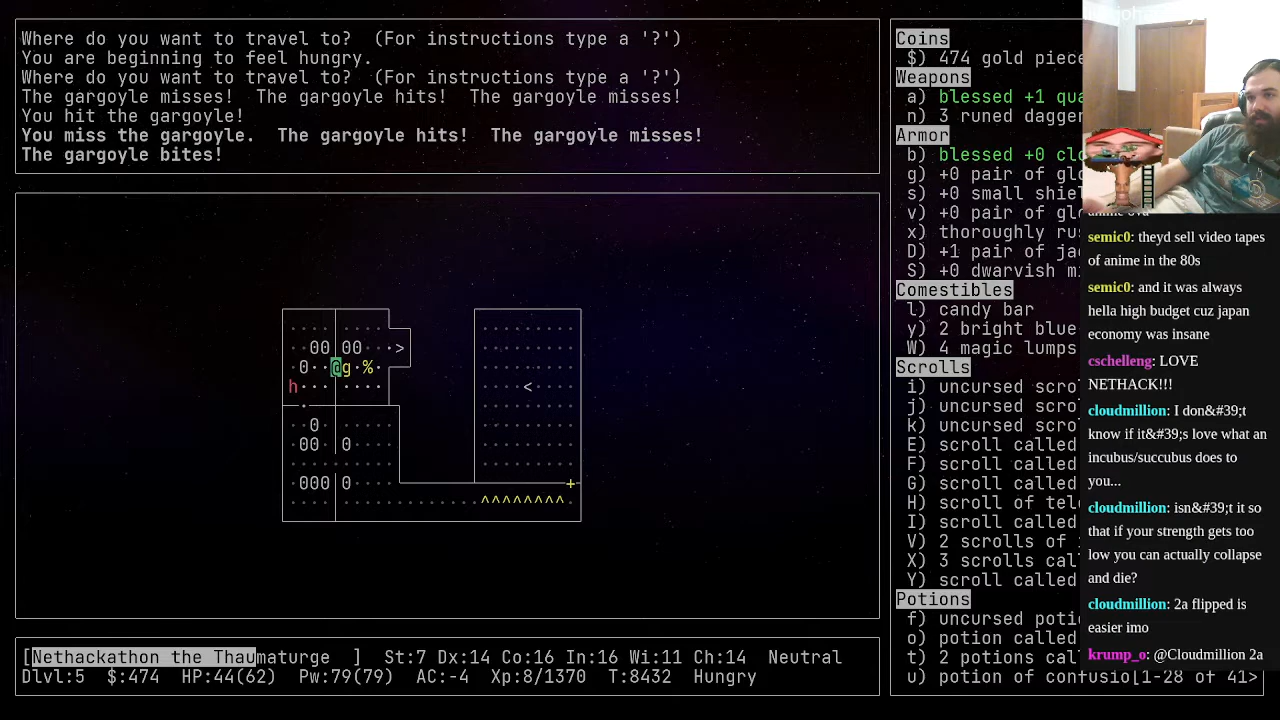 Where do you want to travel to?  (For instructions type a '?')
You are beginning to feel hungry.
Where do you want to travel to?  (For instructions type a '?')
The gargoyle misses!  The gargoyle hits!  The gargoyle misses!
You hit the gargoyle!
You miss the gargoyle.  The gargoyle hits!  The gargoyle misses!
The gargoyle bites!
[Nethackathon the Thaumaturge  ]  St:7 Dx:14 Co:16 In:16 Wi:11 Ch:14  Neutral
Dlvl:5  $:474  HP:44(62)  Pw:79(79)  AC:-4  Xp:8/1370  T:8432  Hungry
Coins
$) 474 gold piece
Weapons
a) blessed +1 qua
n) 3 runed dagger
Armor
b) blessed +0 clo
g) +0 pair of glo
s) +0 small shiel
v) +0 pair of glo
x) thoroughly rus
D) +1 pair of jac
S) +0 dwarvish mi
Comestibles
l) candy bar
y) 2 bright blue
W) 4 magic lumps
Scrolls
i) uncursed scro
j) uncursed scro
k) uncursed scro
E) scroll called
F) scroll called
G) scroll called
H) scroll of tel
I) scroll called
V) 2 scrolls of
X) 3 scrolls cal
Y) scroll called
Potions
f) uncursed poti
o) potion called
t) 2 potions cal
u) potion of confusio[1-28 of 41>
semic0: theyd sell video tapes
of anime in the 80s
semic0: and it was always
hella high budget cuz japan
economy was insane
cschelleng: LOVE
NETHACK!!!
cloudmillion: I don&#39;t
know if it&#39;s love what an
incubus/succubus does to
you...
cloudmillion: isn&#39;t it so
that if your strength gets too
low you can actually collapse
and die?
cloudmillion: 2a flipped is
easier imo
krump_o: @Cloudmillion 2a